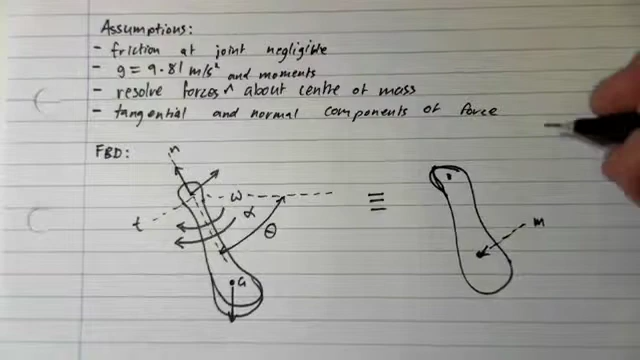 Assumptions:
- friction at joint negligible
- g = 9.81 m/s² and moments
- resolve forces ^ about centre of mass
- tangential and normal components of force
FBD:
n
ω
t
α
θ
≡
G
m